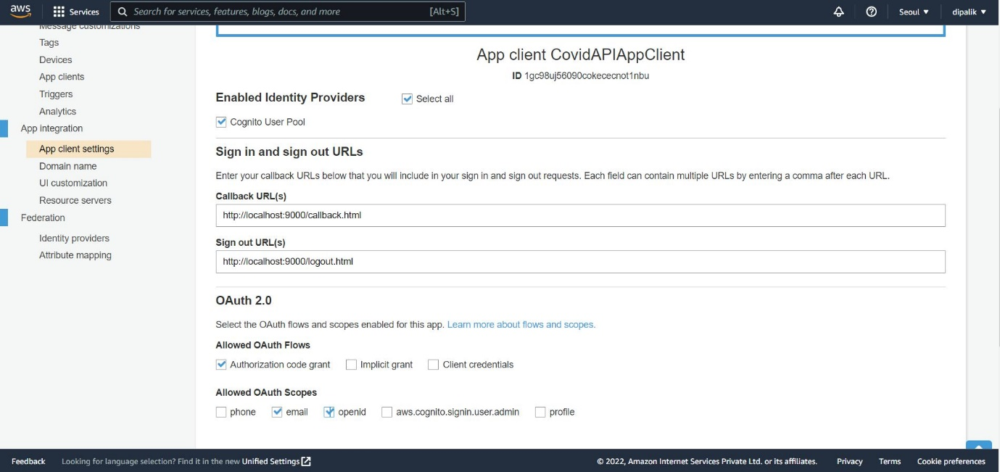 aws
Services
Search for services, features, blogs, docs, and more
[Alt+S]
Seoul
dipalik
Message customizations
Tags
Devices
App clients
Triggers
Analytics
App integration
App client settings
Domain name
UI customization
Resource servers
Federation
Identity providers
Attribute mapping
App client CovidAPIAppClient
ID 1gc98uj56090cokececnot1nbu
Enabled Identity Providers
Select all
Cognito User Pool
Sign in and sign out URLs
Enter your callback URLs below that you will include in your sign in and sign out requests. Each field can contain multiple URLs by entering a comma after each URL.
Callback URL(s)
http://localhost:9000/callback.html
Sign out URL(s)
http://localhost:9000/logout.html
OAuth 2.0
Select the OAuth flows and scopes enabled for this app. Learn more about flows and scopes.
Allowed OAuth Flows
Authorization code grant Implicit grant Client credentials
Allowed OAuth Scopes
phone email openid aws.cognito.signin.user.admin profile
Feedback Looking for language selection? Find it in the new Unified Settings © 2022, Amazon Internet Services Private Ltd. or its affiliates. Privacy Terms Cookie preferences